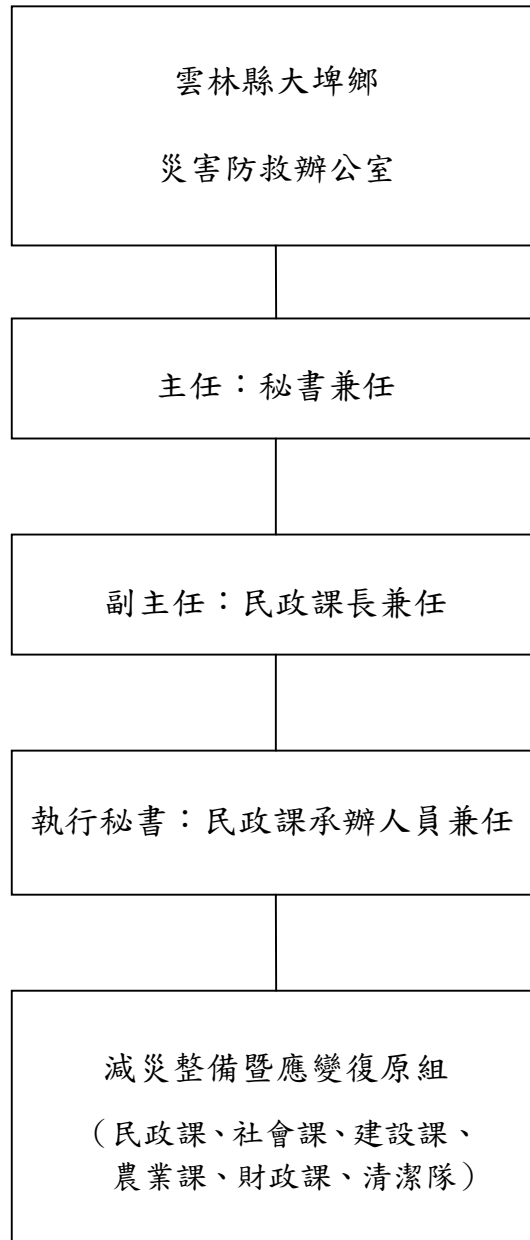 雲林縣大埤鄉
災害防救辦公室
主任：秘書兼任
副主任：民政課長兼任
執行秘書：民政課承辦人員兼任
減災整備暨應變復原組
（民政課、社會課、建設課、
農業課、財政課、清潔隊）